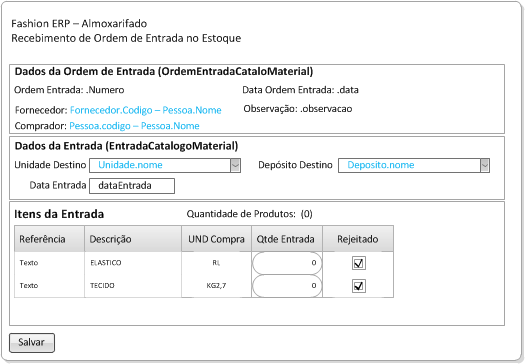 Fashion ERP – Almoxarifado
Recebimento de Ordem de Entrada no Estoque
Dados da Ordem de Entrada (OrdemEntradaCataloMaterial)
Ordem Entrada: .Numero Data Ordem Entrada: .data
Fornecedor: Fornecedor.Codigo – Pessoa.Nome Observação: .observacao
Comprador: Pessoa.codigo – Pessoa.Nome
Dados da Entrada (EntradaCatalogoMaterial)
Unidade Destino Unidade.nome Depósito Destino Deposito.nome
Data Entrada dataEntrada
Itens da Entrada Quantidade de Produtos: (0)
Referência Descrição UND Compra Qtde Entrada Rejeitado
Texto ELASTICO RL 0
Texto TECIDO KG2,7 0
Salvar